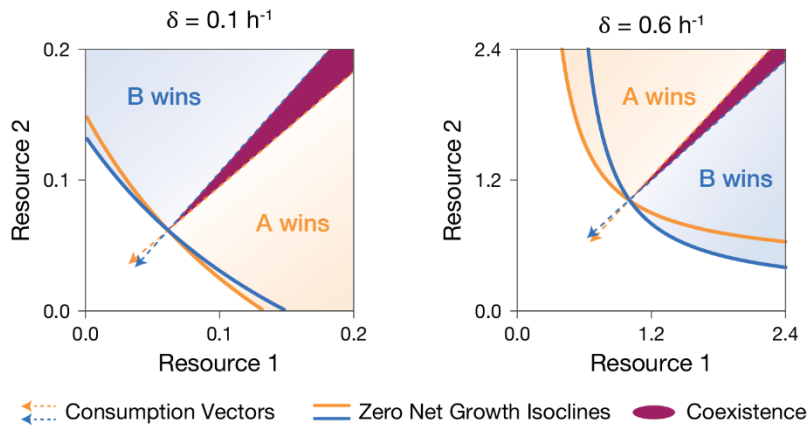 δ = 0.1 h⁻¹
δ = 0.6 h⁻¹
0.2
B wins
Resource 2
0.1
A wins
0.0
0.0 0.1 0.2
Resource 1
2.4
A wins
Resource 2
1.2
B wins
0.0
0.0 1.2 2.4
Resource 1
Consumption Vectors Zero Net Growth Isoclines Coexistence